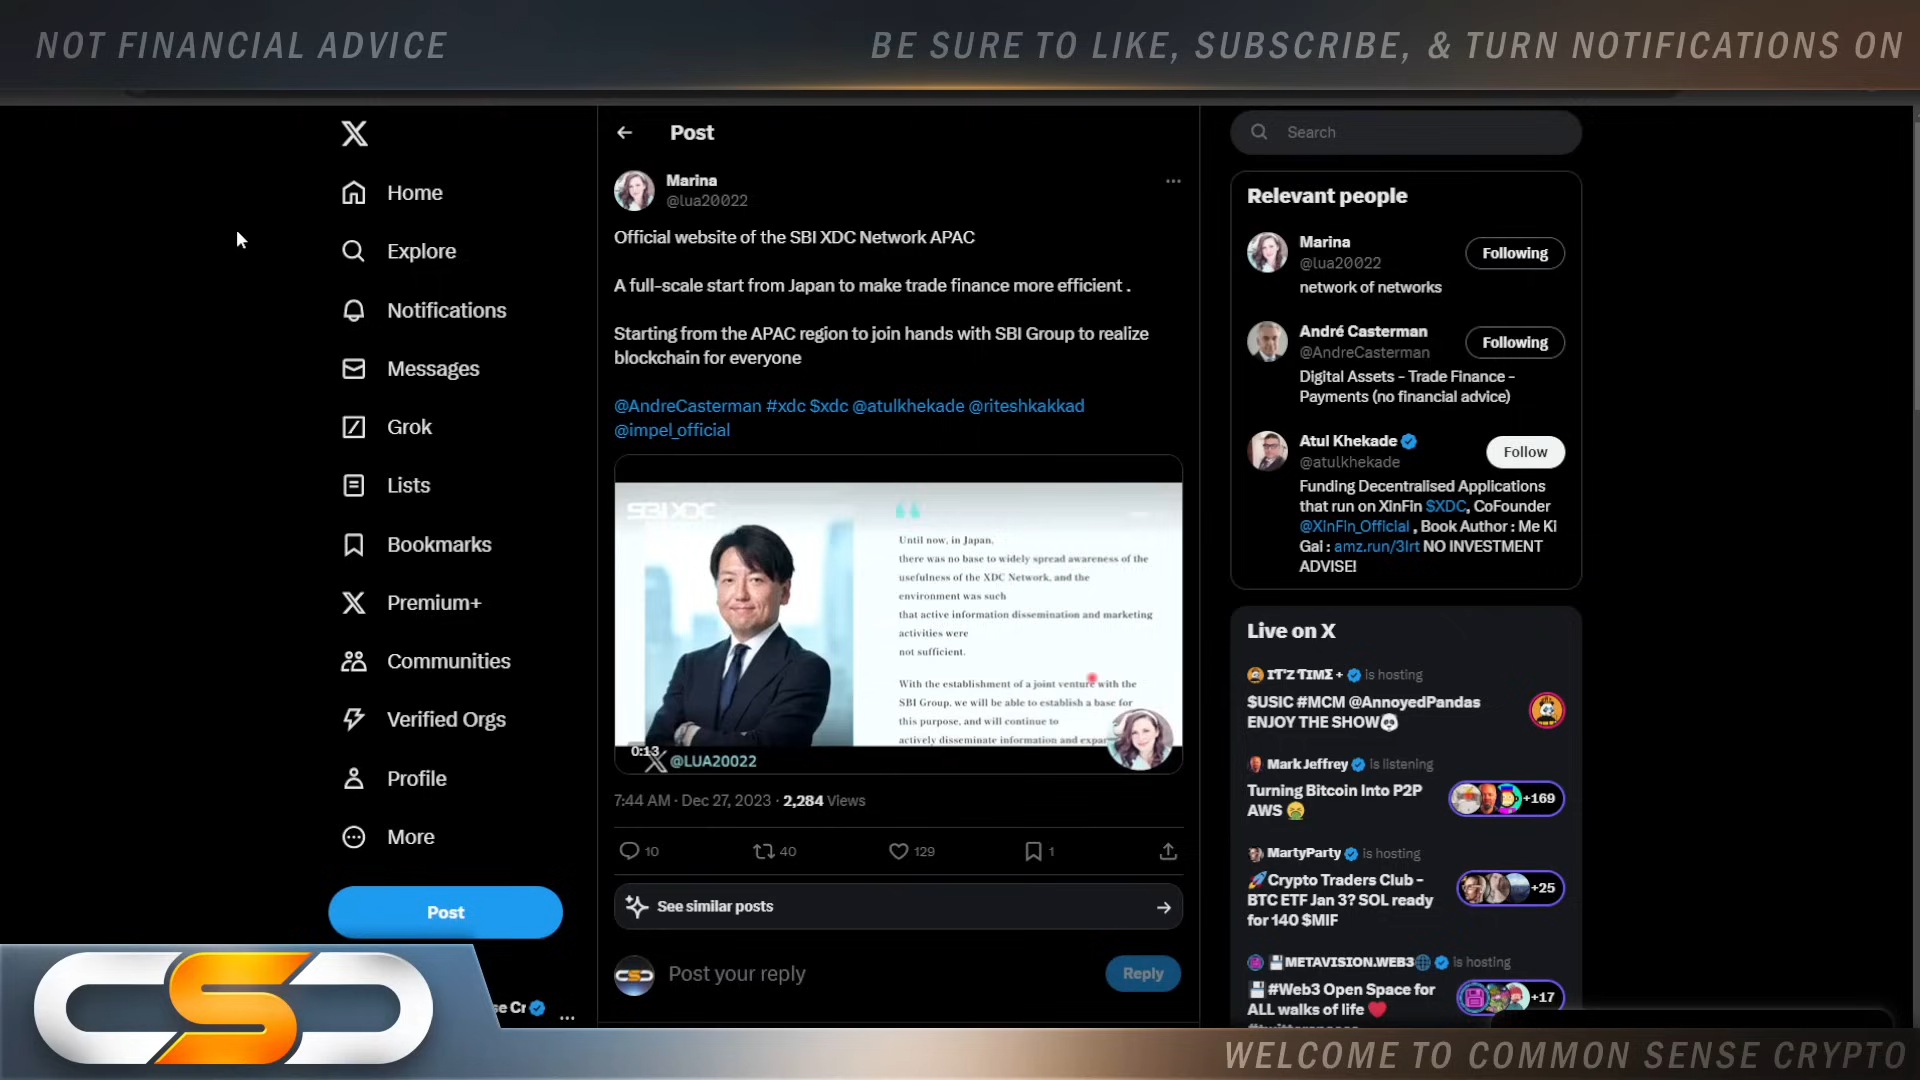 NOT FINANCIAL ADVICE
BE SURE TO LIKE, SUBSCRIBE, & TURN NOTIFICATIONS ON
Home
Explore
Notifications
Messages
Grok
Lists
Bookmarks
Premium+
Communities
Verified Orgs
Profile
More
Post
se Cr
Post
Marina
@lua20022
Official website of the SBI XDC Network APAC
A full-scale start from Japan to make trade finance more efficient .
Starting from the APAC region to join hands with SBI Group to realize
blockchain for everyone
@AndreCasterman #xdc $xdc @atulkhekade @riteshkakkad
@impel_official
SBI XDC
Until now, in Japan,
there was no base to widely spread awareness of the
usefulness of the XDC Network, and the
environment was such
that active information dissemination and marketing
activities were
not sufficient.
With the establishment of a joint venture with the
SBI Group, we will be able to establish a base for
this purpose, and will continue to
actively disseminate information and
0:13
@LUA20022
7:44 AM · Dec 27, 2023 · 2,284 Views
10 40 129 1
See similar posts
Post your reply
Reply
Search
Relevant people
Marina
@lua20022
Following
network of networks
André Casterman
@AndreCasterman
Following
Digital Assets - Trade Finance -
Payments (no financial advice)
Atul Khekade
@atulkhekade
Follow
Funding Decentralised Applications
that run on XinFin $XDC, CoFounder
@XinFin_Official , Book Author : Me Ki
Gai : amz.run/3lrt NO INVESTMENT
ADVISE!
Live on X
IT'Z TIMΣ + is hosting
$USIC #MCM @AnnoyedPandas
ENJOY THE SHOW🐼
Mark Jeffrey is listening
Turning Bitcoin Into P2P
AWS 🤮
+169
MartyParty is hosting
🚀Crypto Traders Club -
BTC ETF Jan 3? SOL ready
for 140 $MIF
+25
💾METAVISION.WEB3🌐 is hosting
💾#Web3 Open Space for
ALL walks of life ❤️
+17
CSC
WELCOME TO COMMON SENSE CRYPTO